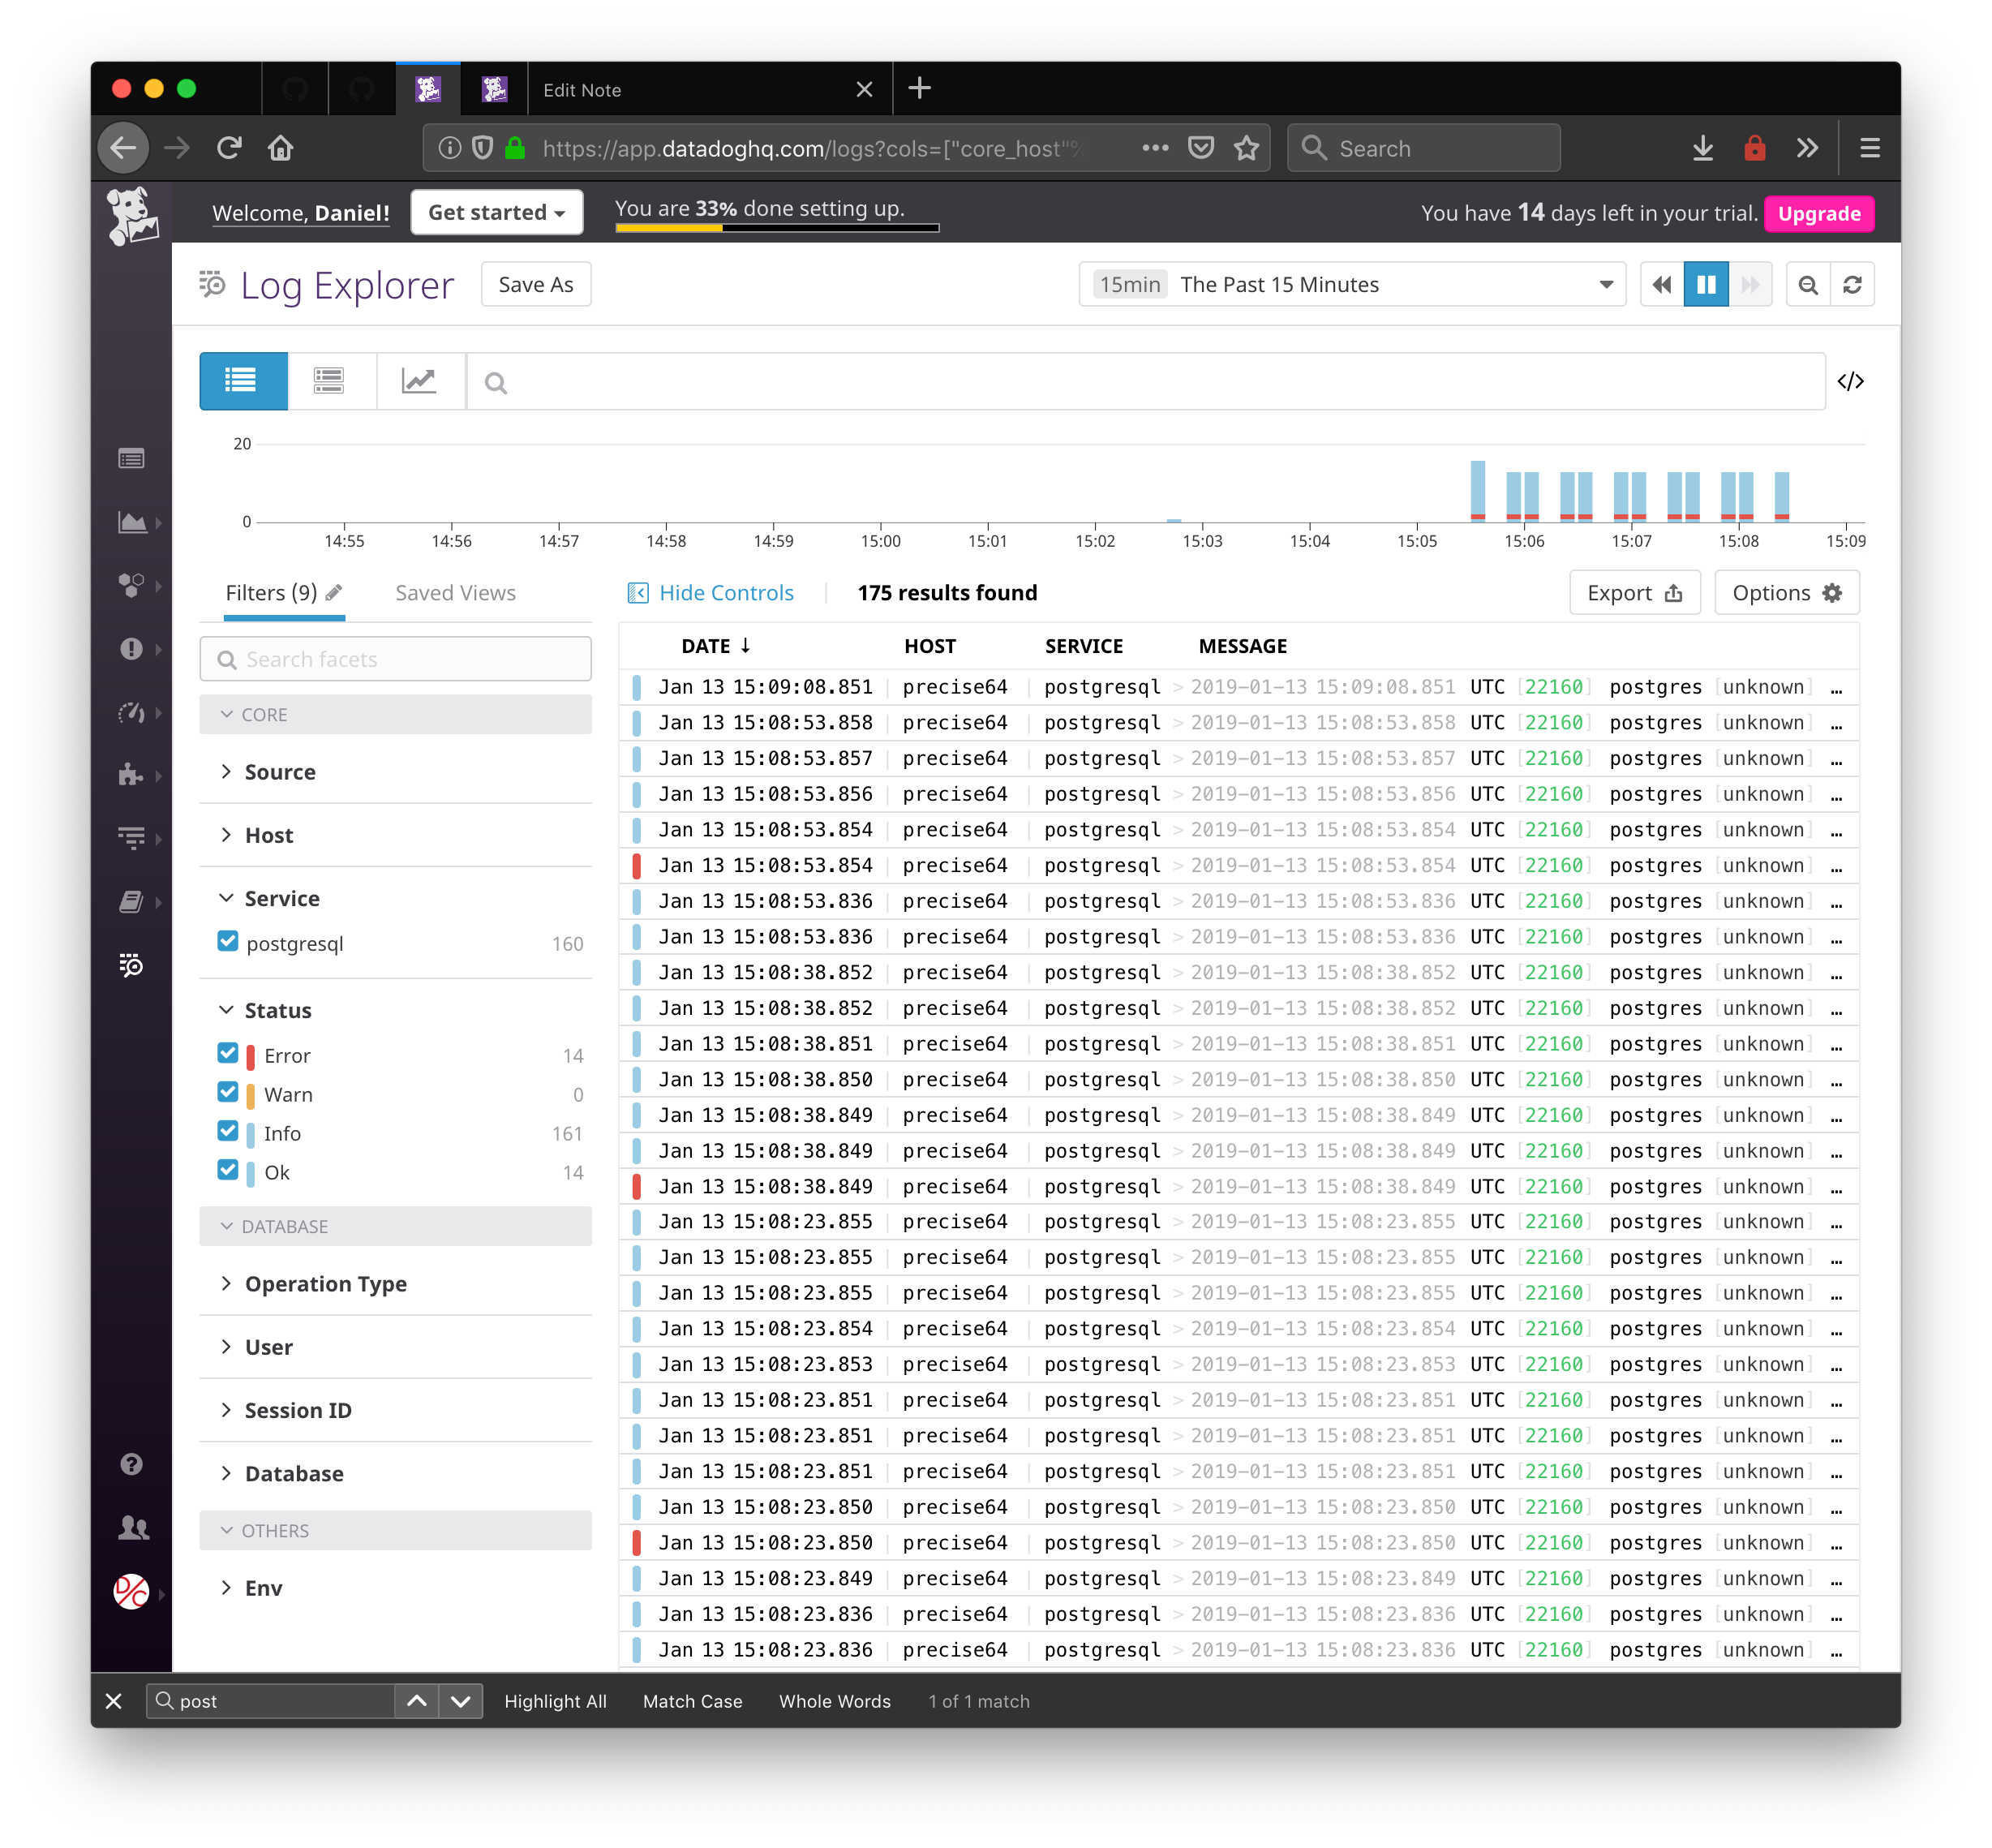 Edit Note
https://app.datadoghq.com/logs?cols=["core_host"%
Search
Welcome, Daniel!
Get started
You are 33% done setting up.
You have 14 days left in your trial.
Upgrade
Log Explorer
Save As
15min The Past 15 Minutes
20
0
14:55 14:56 14:57 14:58 14:59 15:00 15:01 15:02 15:03 15:04 15:05 15:06 15:07 15:08 15:09
Filters (9)
Saved Views
Hide Controls
175 results found
Export
Options
Search facets
CORE
Source
Host
Service
postgresql 160
Status
Error 14
Warn 0
Info 161
Ok 14
DATABASE
Operation Type
User
Session ID
Database
OTHERS
Env
DATE ↓ HOST SERVICE MESSAGE
Jan 13 15:09:08.851 precise64 postgresql > 2019-01-13 15:09:08.851 UTC [22160] postgres [unknown] …
Jan 13 15:08:53.858 precise64 postgresql > 2019-01-13 15:08:53.858 UTC [22160] postgres [unknown] …
Jan 13 15:08:53.857 precise64 postgresql > 2019-01-13 15:08:53.857 UTC [22160] postgres [unknown] …
Jan 13 15:08:53.856 precise64 postgresql > 2019-01-13 15:08:53.856 UTC [22160] postgres [unknown] …
Jan 13 15:08:53.854 precise64 postgresql > 2019-01-13 15:08:53.854 UTC [22160] postgres [unknown] …
Jan 13 15:08:53.854 precise64 postgresql > 2019-01-13 15:08:53.854 UTC [22160] postgres [unknown] …
Jan 13 15:08:53.836 precise64 postgresql > 2019-01-13 15:08:53.836 UTC [22160] postgres [unknown] …
Jan 13 15:08:53.836 precise64 postgresql > 2019-01-13 15:08:53.836 UTC [22160] postgres [unknown] …
Jan 13 15:08:38.852 precise64 postgresql > 2019-01-13 15:08:38.852 UTC [22160] postgres [unknown] …
Jan 13 15:08:38.852 precise64 postgresql > 2019-01-13 15:08:38.852 UTC [22160] postgres [unknown] …
Jan 13 15:08:38.851 precise64 postgresql > 2019-01-13 15:08:38.851 UTC [22160] postgres [unknown] …
Jan 13 15:08:38.850 precise64 postgresql > 2019-01-13 15:08:38.850 UTC [22160] postgres [unknown] …
Jan 13 15:08:38.849 precise64 postgresql > 2019-01-13 15:08:38.849 UTC [22160] postgres [unknown] …
Jan 13 15:08:38.849 precise64 postgresql > 2019-01-13 15:08:38.849 UTC [22160] postgres [unknown] …
Jan 13 15:08:38.849 precise64 postgresql > 2019-01-13 15:08:38.849 UTC [22160] postgres [unknown] …
Jan 13 15:08:23.855 precise64 postgresql > 2019-01-13 15:08:23.855 UTC [22160] postgres [unknown] …
Jan 13 15:08:23.855 precise64 postgresql > 2019-01-13 15:08:23.855 UTC [22160] postgres [unknown] …
Jan 13 15:08:23.855 precise64 postgresql > 2019-01-13 15:08:23.855 UTC [22160] postgres [unknown] …
Jan 13 15:08:23.854 precise64 postgresql > 2019-01-13 15:08:23.854 UTC [22160] postgres [unknown] …
Jan 13 15:08:23.853 precise64 postgresql > 2019-01-13 15:08:23.853 UTC [22160] postgres [unknown] …
Jan 13 15:08:23.851 precise64 postgresql > 2019-01-13 15:08:23.851 UTC [22160] postgres [unknown] …
Jan 13 15:08:23.851 precise64 postgresql > 2019-01-13 15:08:23.851 UTC [22160] postgres [unknown] …
Jan 13 15:08:23.851 precise64 postgresql > 2019-01-13 15:08:23.851 UTC [22160] postgres [unknown] …
Jan 13 15:08:23.850 precise64 postgresql > 2019-01-13 15:08:23.850 UTC [22160] postgres [unknown] …
Jan 13 15:08:23.850 precise64 postgresql > 2019-01-13 15:08:23.850 UTC [22160] postgres [unknown] …
Jan 13 15:08:23.849 precise64 postgresql > 2019-01-13 15:08:23.849 UTC [22160] postgres [unknown] …
Jan 13 15:08:23.836 precise64 postgresql > 2019-01-13 15:08:23.836 UTC [22160] postgres [unknown] …
Jan 13 15:08:23.836 precise64 postgresql > 2019-01-13 15:08:23.836 UTC [22160] postgres [unknown] …
D/C
post
Highlight All
Match Case
Whole Words
1 of 1 match